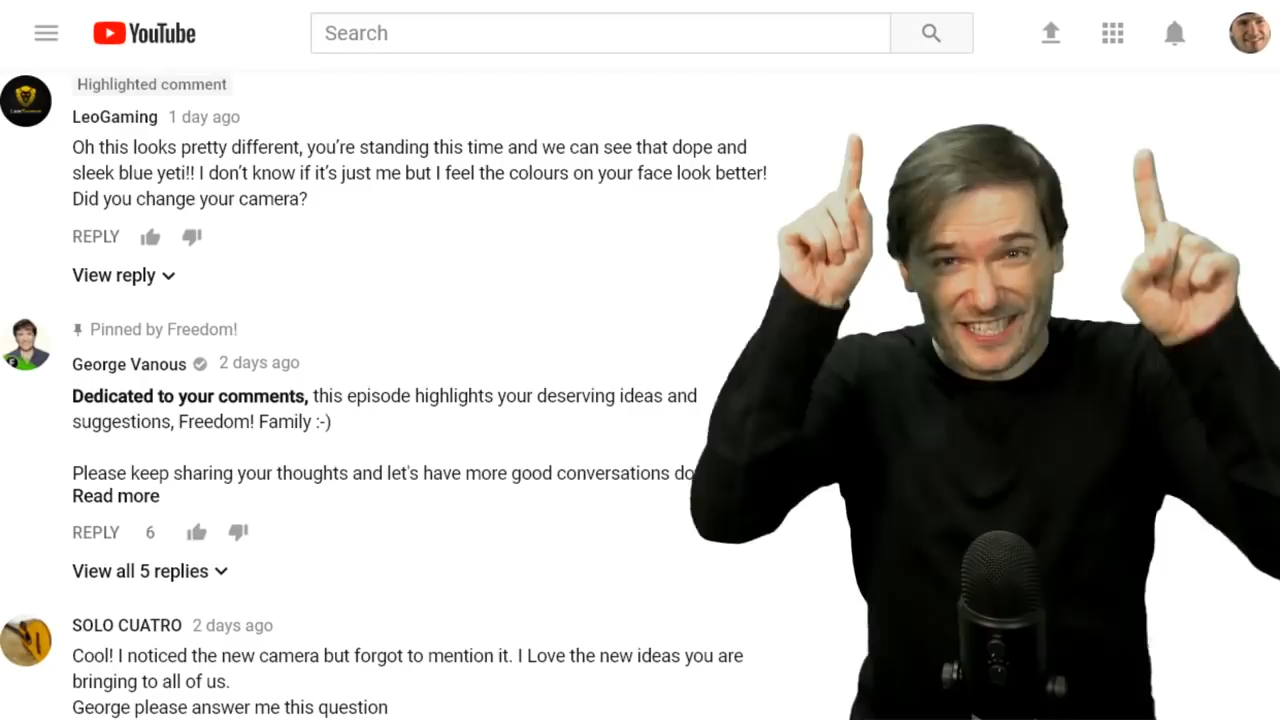 YouTube
Search
Highlighted comment
LeoGaming 1 day ago
Oh this looks pretty different, you’re standing this time and we can see that dope and
sleek blue yeti!! I don’t know if it’s just me but I feel the colours on your face look better!
Did you change your camera?
REPLY
View reply
Pinned by Freedom!
George Vanous 2 days ago
Dedicated to your comments, this episode highlights your deserving ideas and
suggestions, Freedom! Family :-)
Please keep sharing your thoughts and let's have more good conversations do
Read more
REPLY 6
View all 5 replies
SOLO CUATRO 2 days ago
Cool! I noticed the new camera but forgot to mention it. I Love the new ideas you are
bringing to all of us.
George please answer me this question